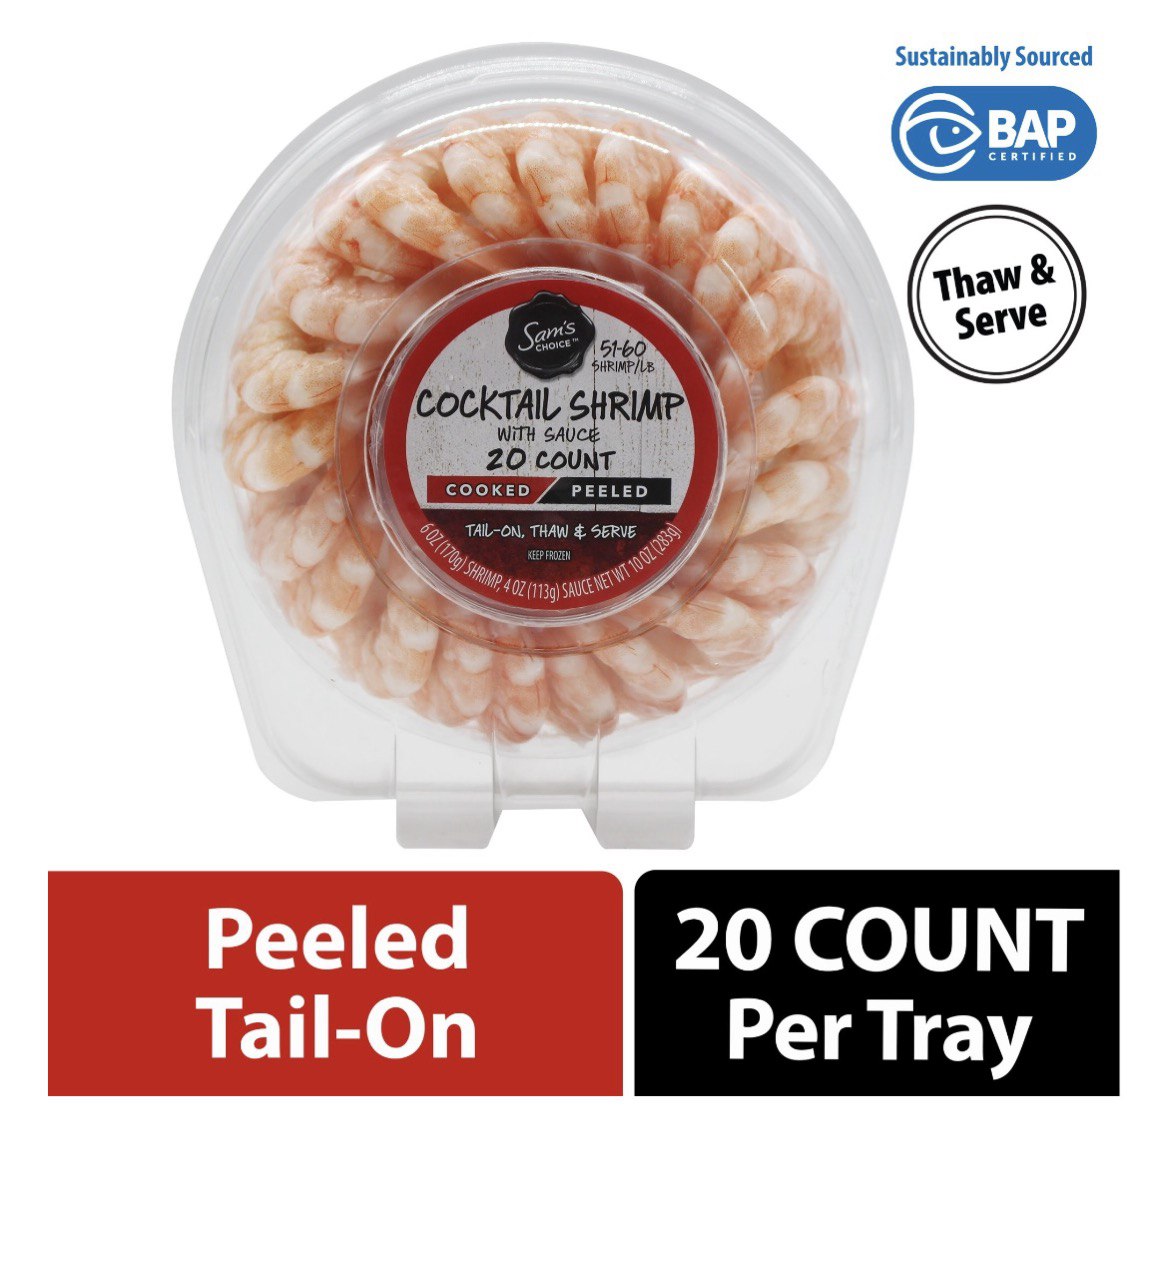 Sustainably Sourced
BAP
CERTIFIED
Thaw &
Serve
Sam's
CHOICE™
51-60
SHRIMP/LB
COCKTAIL SHRIMP
WITH SAUCE
20 COUNT
COOKED PEELED
TAIL-ON, THAW & SERVE
KEEP FROZEN
6 OZ (170g) SHRIMP, 4 OZ (113g) SAUCE NET WT 10 OZ (283g)
Peeled
Tail-On
20 COUNT
Per Tray